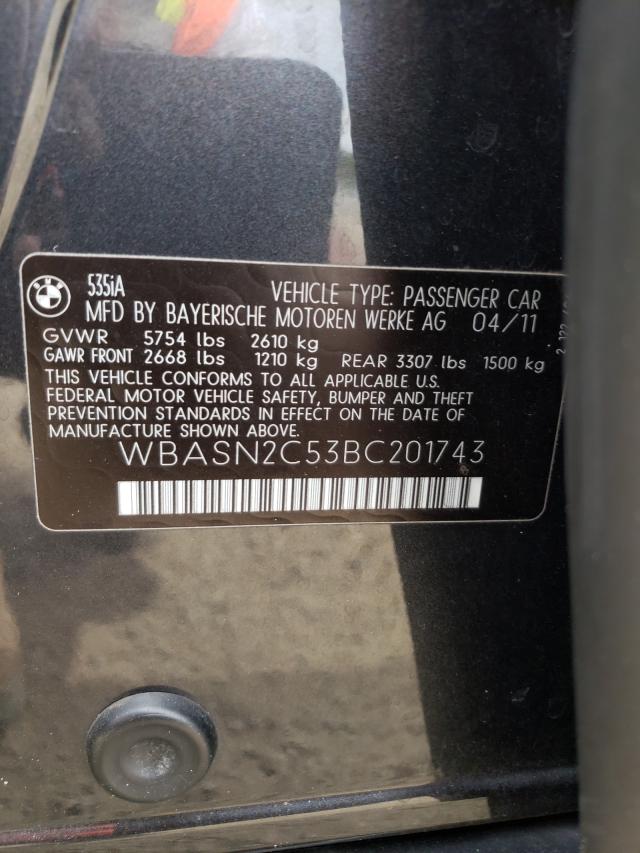 BMW
535iA
VEHICLE TYPE: PASSENGER CAR
MFD BY BAYERISCHE MOTOREN WERKE AG 04/11
GVWR 5754 lbs 2610 kg
GAWR FRONT 2668 lbs 1210 kg REAR 3307 lbs 1500 kg
THIS VEHICLE CONFORMS TO ALL APPLICABLE U.S.
FEDERAL MOTOR VEHICLE SAFETY, BUMPER AND THEFT
PREVENTION STANDARDS IN EFFECT ON THE DATE OF
MANUFACTURE SHOWN ABOVE.
WBASN2C53BC201743